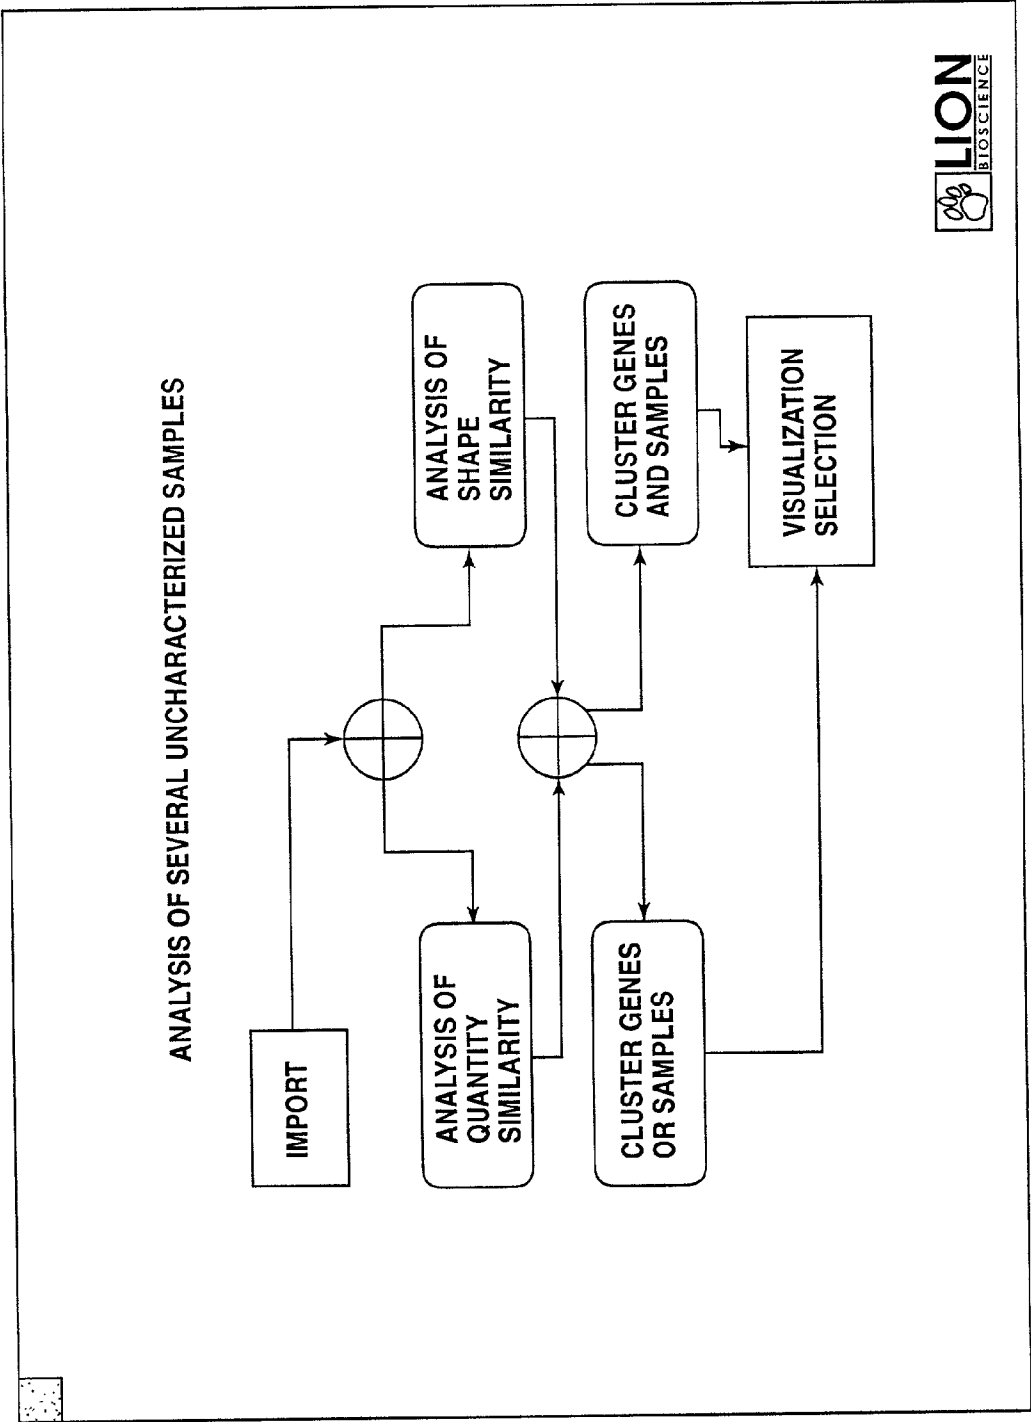 ANALYSIS OF SEVERAL UNCHARACTERIZED SAMPLES
IMPORT
ANALYSIS OF
QUANTITY
SIMILARITY
ANALYSIS OF
SHAPE
SIMILARITY
CLUSTER GENES
OR SAMPLES
CLUSTER GENES
AND SAMPLES
VISUALIZATION
SELECTION
LION
BIOSCIENCE